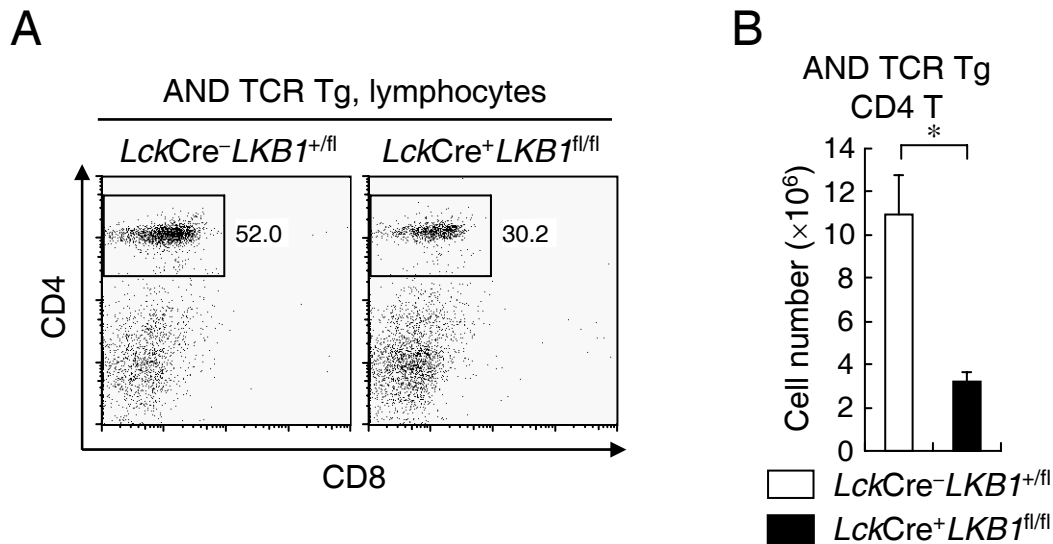 A
AND TCR Tg, lymphocytes
LckCre⁻LKB1⁺/ᶠˡ
LckCre⁺LKB1ᶠˡ/ᶠˡ
52.0
30.2
CD4
CD8
B
AND TCR Tg
CD4 T
*
14
12
10
8
6
4
2
0
Cell number (×10⁶)
LckCre⁻LKB1⁺/ᶠˡ
LckCre⁺LKB1ᶠˡ/ᶠˡ